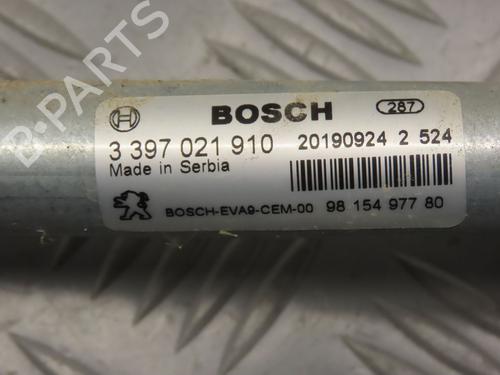 BOSCH 287
3 397 021 910 20190924 2 524
Made in Serbia
BOSCH-EVA9-CEM-00 98 154 977 80
B-PARTS